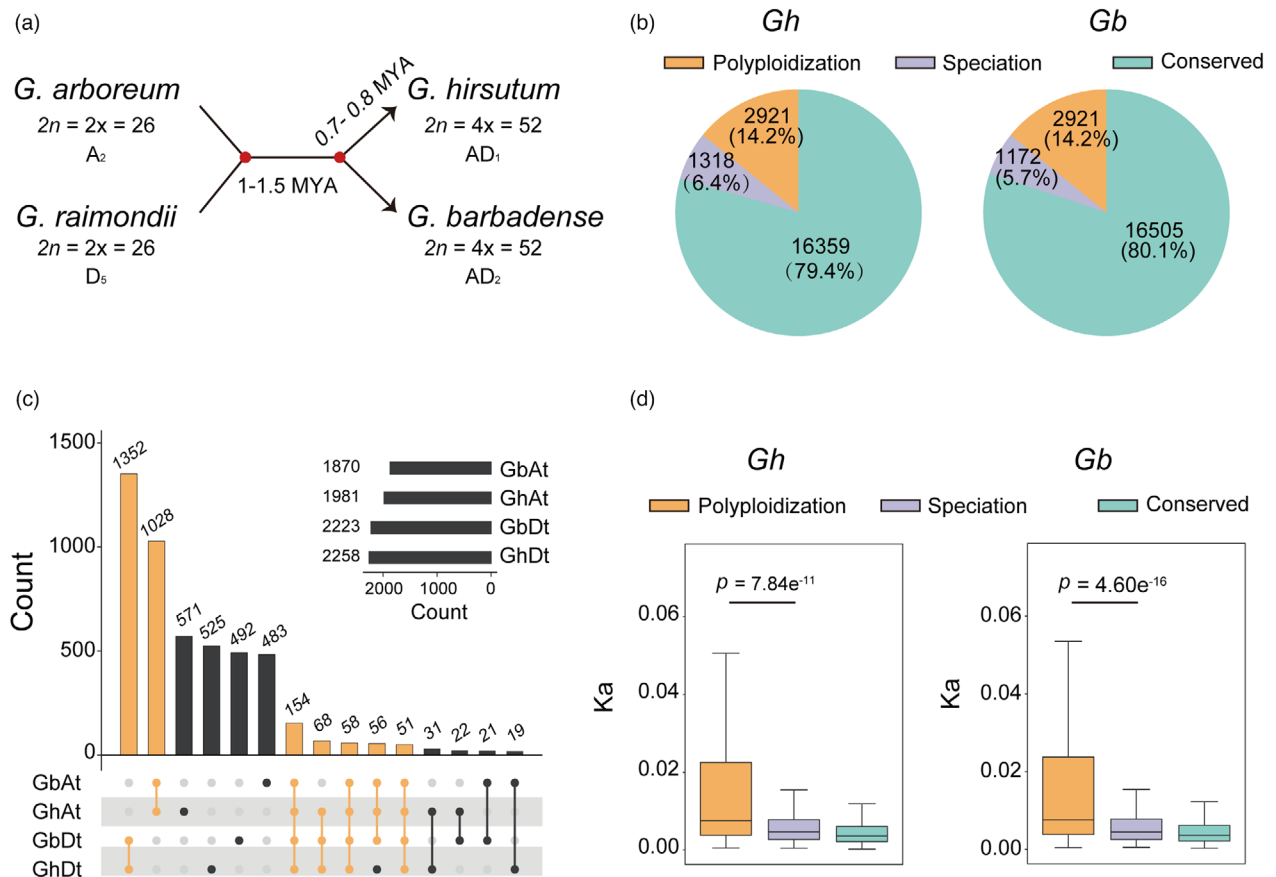 (a)
G. arboreum
2n = 2x = 26
A2
G. raimondii
2n = 2x = 26
D5
1-1.5 MYA
0.7- 0.8 MYA
G. hirsutum
2n = 4x = 52
AD1
G. barbadense
2n = 4x = 52
AD2
(b)
Gh
Gb
Polyploidization
Speciation
Conserved
2921
(14.2%)
1318
(6.4%)
16359
(79.4%)
2921
(14.2%)
1172
(5.7%)
16505
(80.1%)
(c)
Count
1500
1000
500
0
1352
1028
571
525
492
483
154
68
58
56
51
31
22
21
19
1870
GbAt
1981
GhAt
2223
GbDt
2258
GhDt
2000
1000
0
Count
GbAt
GhAt
GbDt
GhDt
(d)
Gh
Gb
Polyploidization
Speciation
Conserved
Ka
0.06
0.04
0.02
0.00
p = 7.84e-11
Ka
0.06
0.04
0.02
0.00
p = 4.60e-16